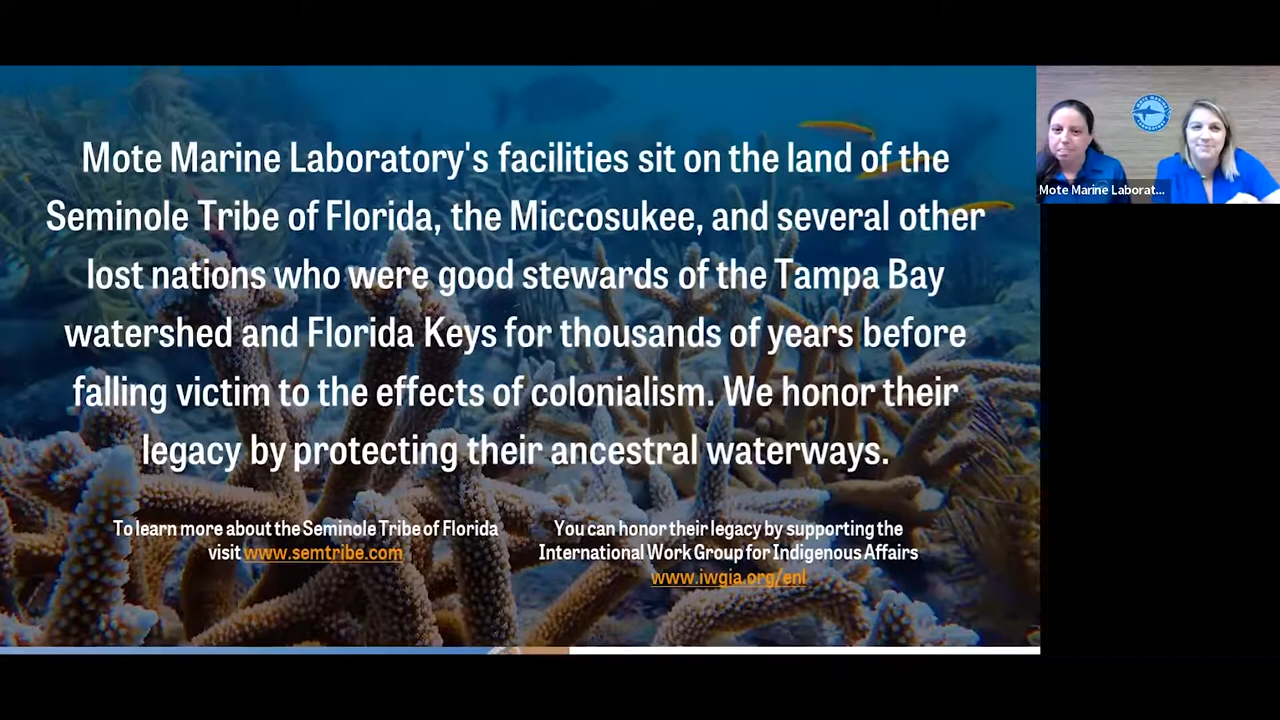 Mote Marine Laboratory's facilities sit on the land of the
Seminole Tribe of Florida, the Miccosukee, and several other
lost nations who were good stewards of the Tampa Bay
watershed and Florida Keys for thousands of years before
falling victim to the effects of colonialism. We honor their
legacy by protecting their ancestral waterways.
To learn more about the Seminole Tribe of Florida
visit www.semtribe.com
You can honor their legacy by supporting the
International Work Group for Indigenous Affairs
www.iwgia.org/enl
Mote Marine Laborat...